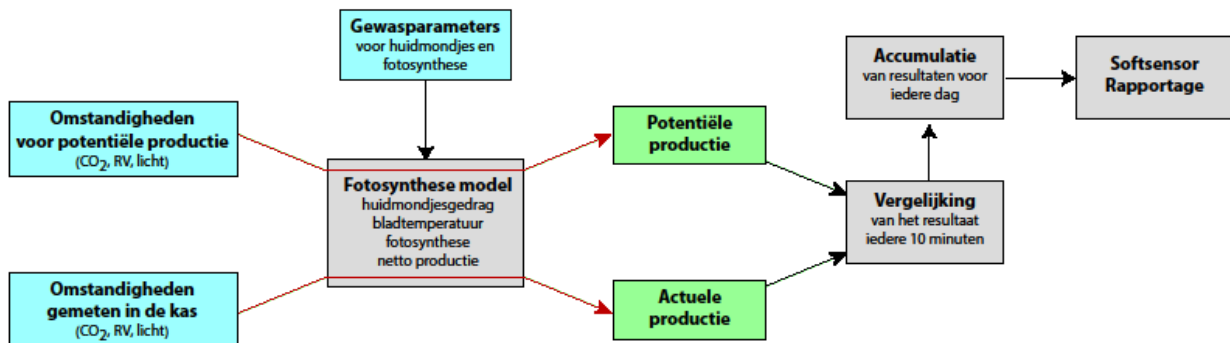 Gewasparameters
voor huidmondjes en
fotosynthese
Omstandigheden
voor potentiële productie
(CO2, RV, licht)
Omstandigheden
gemeten in de kas
(CO2, RV, licht)
Fotosynthese model
huidmondjesgedrag
bladtemperatuur
fotosynthese
netto productie
Potentiële
productie
Actuele
productie
Vergelijking
van het resultaat
iedere 10 minuten
Accumulatie
van resultaten voor
iedere dag
Softsensor
Rapportage